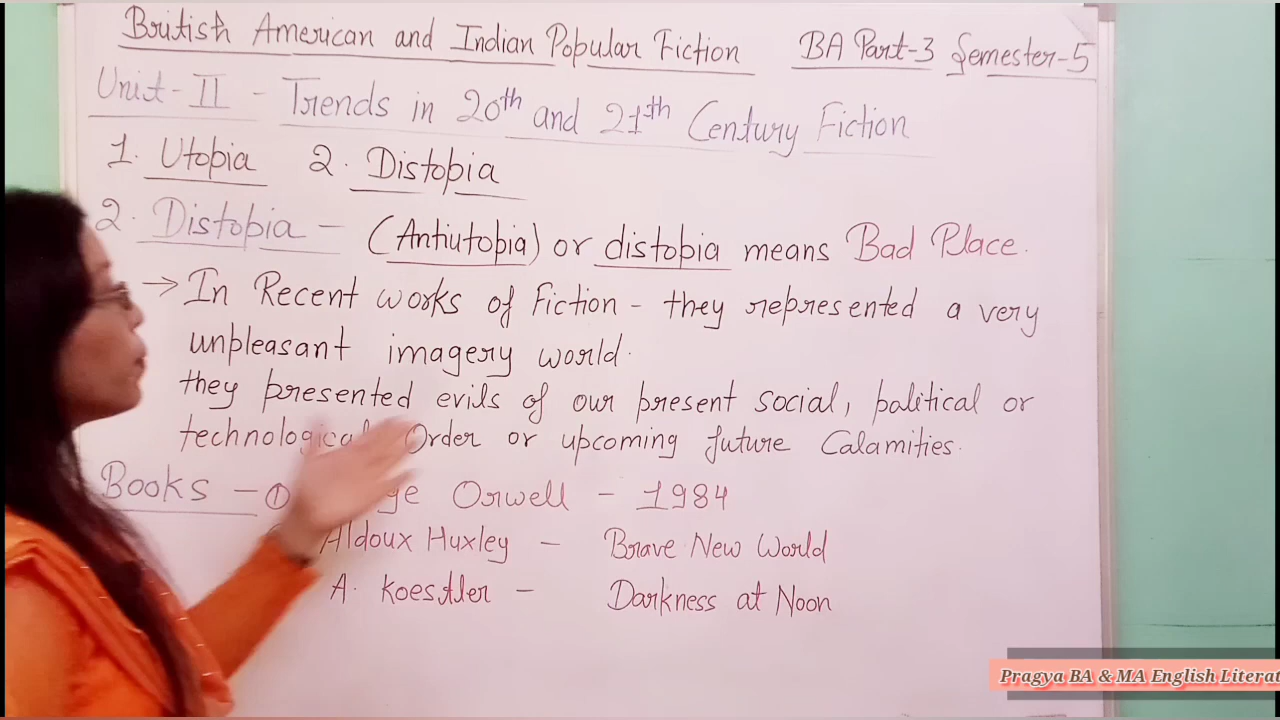 British American and Indian Popular Fiction BA Part-3 Semester-5
Unit-II - Trends in 20th and 21th Century Fiction
1. Utopia 2. Distopia
2. Distopia - (Antiutopia) or distopia means Bad Place.
→ In Recent works of fiction - they represented a very
unpleasant imagery world.
they presented evils of our present social, political or
technological Order or upcoming future Calamities.
Books - ① Orwell - 1984
Aldoux Huxley - Brave New World
A. Koestler - Darkness at Noon
Pragya BA & MA English Literat